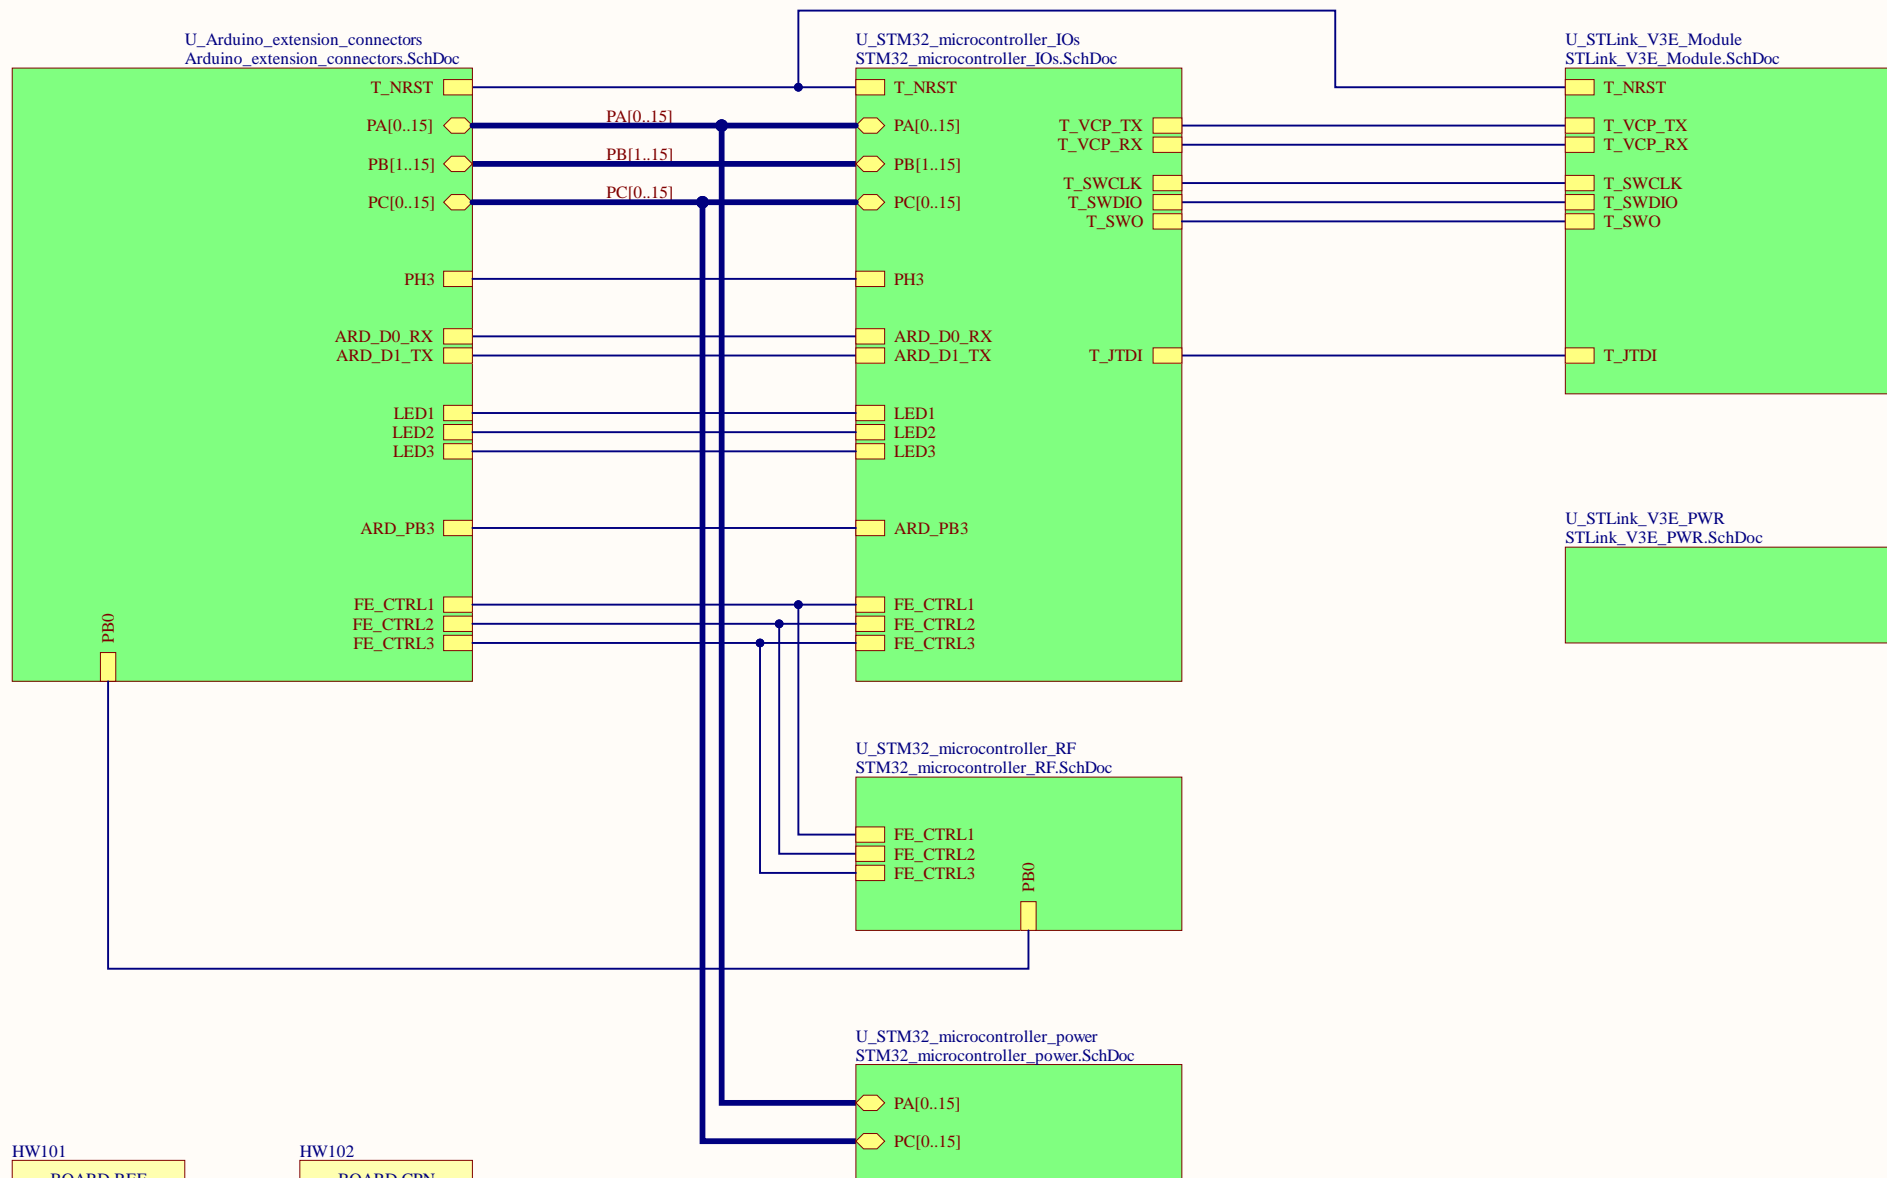 U_Arduino_extension_connectors
Arduino_extension_connectors.SchDoc
T_NRST
PA[0..15]
PB[1..15]
PC[0..15]
PH3
ARD_D0_RX
ARD_D1_TX
LED1
LED2
LED3
ARD_PB3
FE_CTRL1
FE_CTRL2
FE_CTRL3
PB0
PA[0..15]
PB[1..15]
PC[0..15]
U_STM32_microcontroller_IOs
STM32_microcontroller_IOs.SchDoc
T_NRST
PA[0..15]
PB[1..15]
PC[0..15]
PH3
ARD_D0_RX
ARD_D1_TX
LED1
LED2
LED3
ARD_PB3
FE_CTRL1
FE_CTRL2
FE_CTRL3
T_VCP_TX
T_VCP_RX
T_SWCLK
T_SWDIO
T_SWO
T_JTDI
U_STLink_V3E_Module
STLink_V3E_Module.SchDoc
T_NRST
T_VCP_TX
T_VCP_RX
T_SWCLK
T_SWDIO
T_SWO
T_JTDI
U_STLink_V3E_PWR
STLink_V3E_PWR.SchDoc
U_STM32_microcontroller_RF
STM32_microcontroller_RF.SchDoc
FE_CTRL1
FE_CTRL2
FE_CTRL3
PB0
U_STM32_microcontroller_power
STM32_microcontroller_power.SchDoc
PA[0..15]
PC[0..15]
HW101
BOARD REF
HW102
BOARD CPN